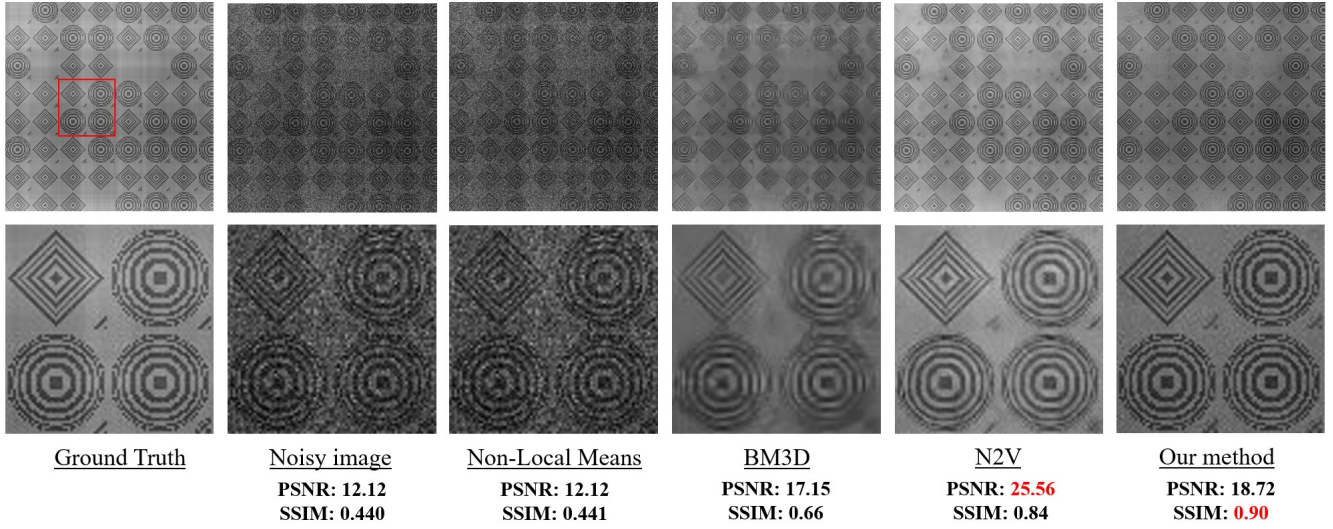 Ground Truth
Noisy image
PSNR: 12.12
SSIM: 0.440
Non-Local Means
PSNR: 12.12
SSIM: 0.441
BM3D
PSNR: 17.15
SSIM: 0.66
N2V
PSNR: 25.56
SSIM: 0.84
Our method
PSNR: 18.72
SSIM: 0.90